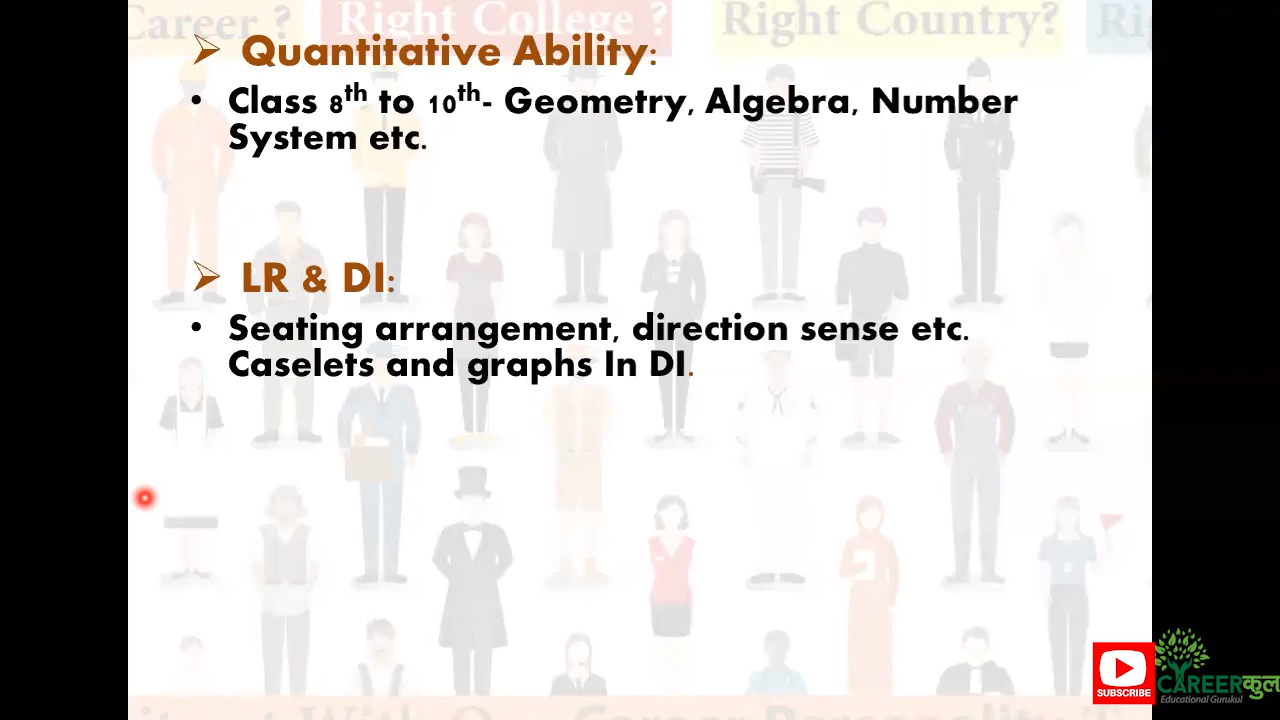 Career ?
Right College ?
Right Country?
➢ Quantitative Ability:
• Class 8th to 10th- Geometry, Algebra, Number
System etc.
➢ LR & DI:
• Seating arrangement, direction sense etc.
Caselets and graphs In DI.
SUBSCRIBE
CAREERकुल
Educational Gurukul